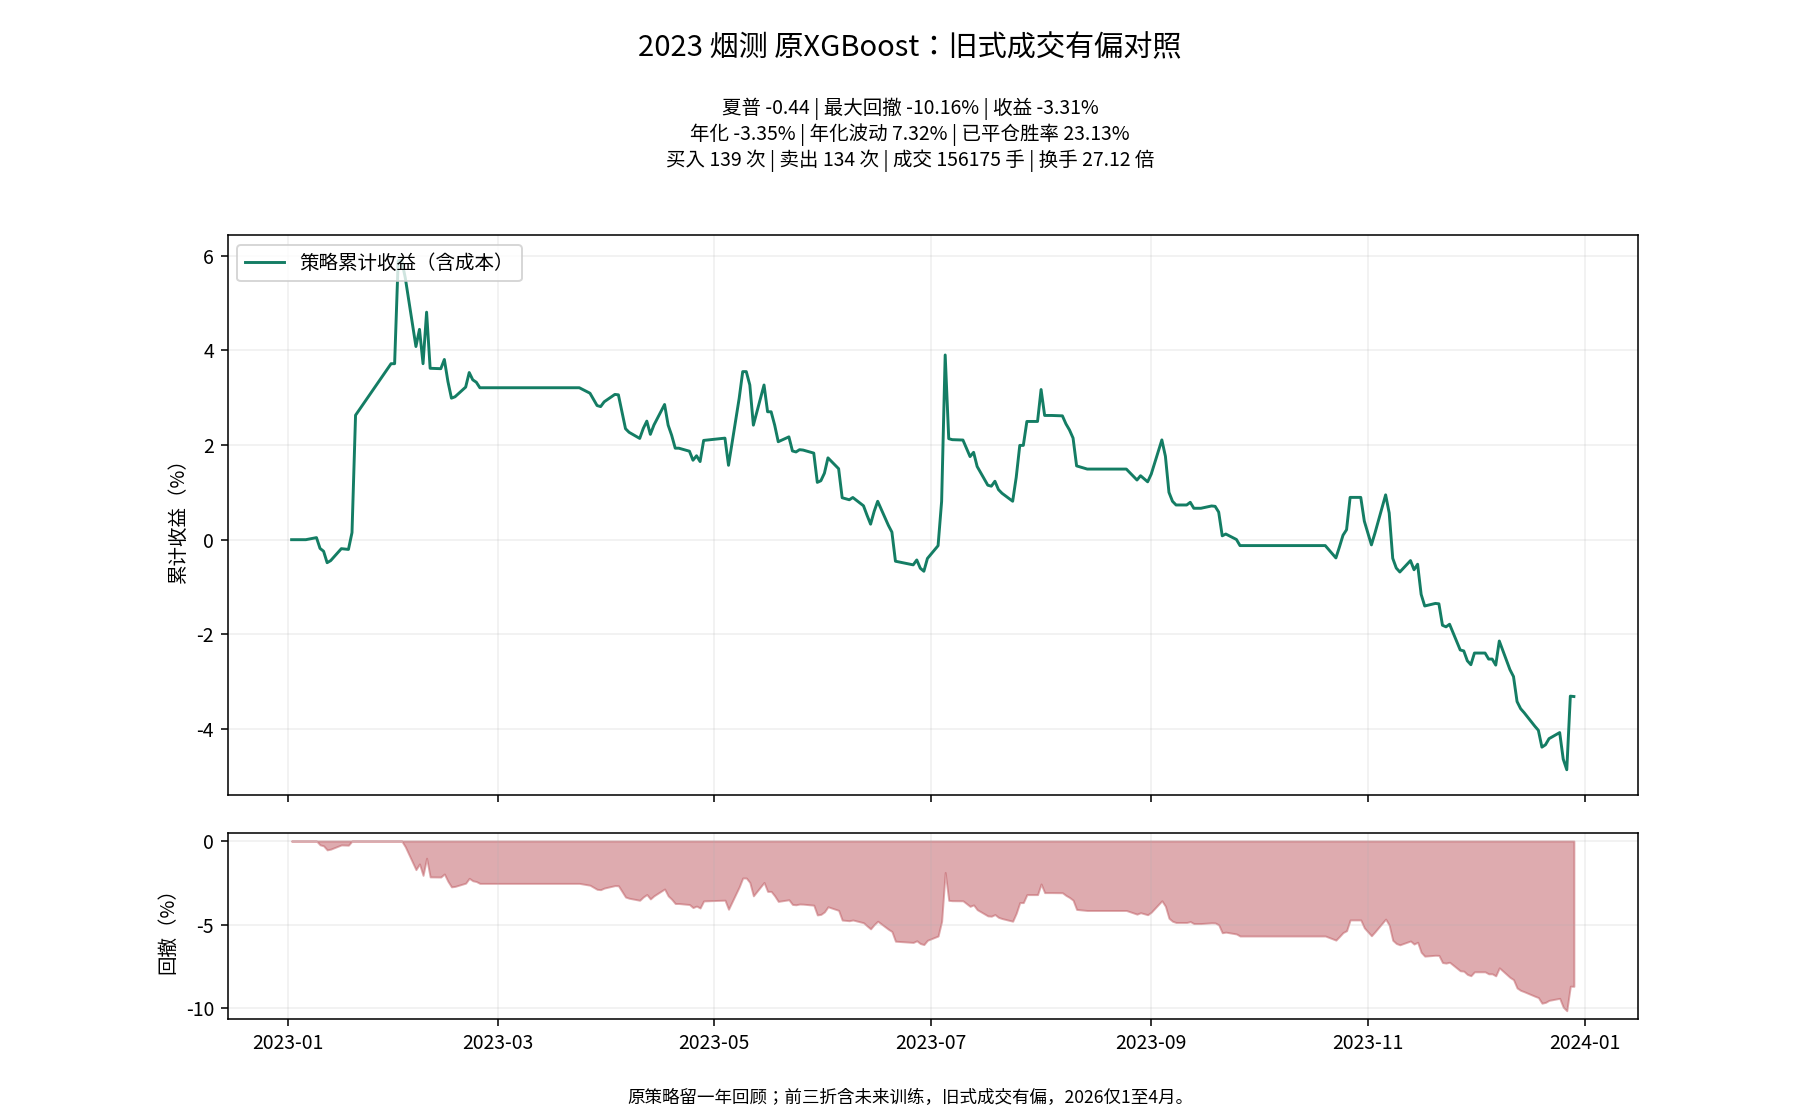 2023 烟测 原XGBoost：旧式成交有偏对照
夏普 -0.44 | 最大回撤 -10.16% | 收益 -3.31%
年化 -3.35% | 年化波动 7.32% | 已平仓胜率 23.13%
买入 139 次 | 卖出 134 次 | 成交 156175 手 | 换手 27.12 倍
策略累计收益（含成本）
累计收益（%）
6
4
2
0
-2
-4
回撤（%）
0
-5
-10
2023-01
2023-03
2023-05
2023-07
2023-09
2023-11
2024-01
原策略留一年回顾；前三折含未来训练，旧式成交有偏，2026仅1至4月。